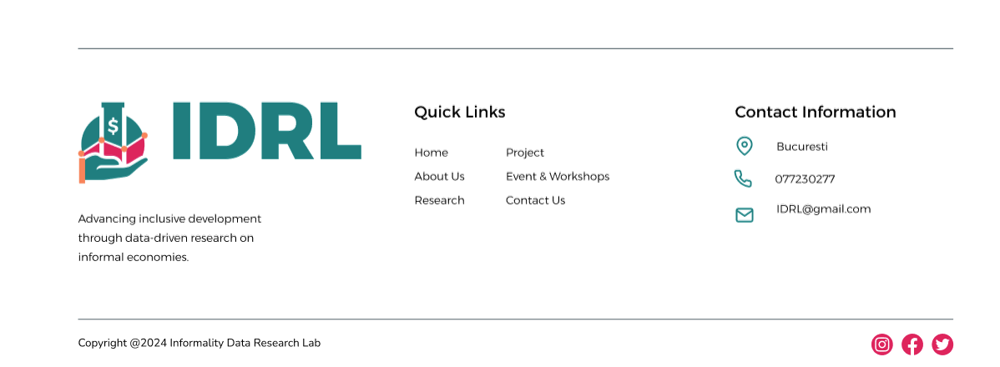 $
IDRL
Advancing inclusive development
through data-driven research on
informal economies.
Quick Links
Home
About Us
Research
Project
Event & Workshops
Contact Us
Contact Information
Bucuresti
077230277
IDRL@gmail.com
Copyright @2024 Informality Data Research Lab